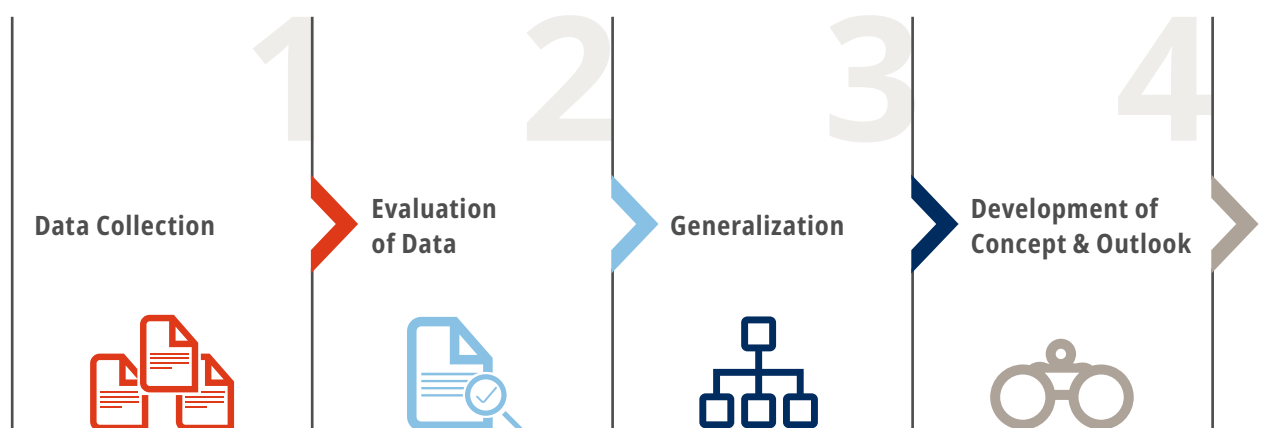 1
2
3
4
Data Collection
Evaluation
of Data
Generalization
Development of
Concept & Outlook